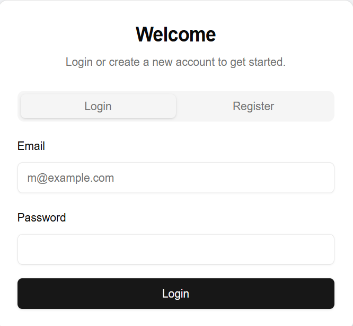 Welcome
Login or create a new account to get started.
Login
Register
Email
m@example.com
Password
Login